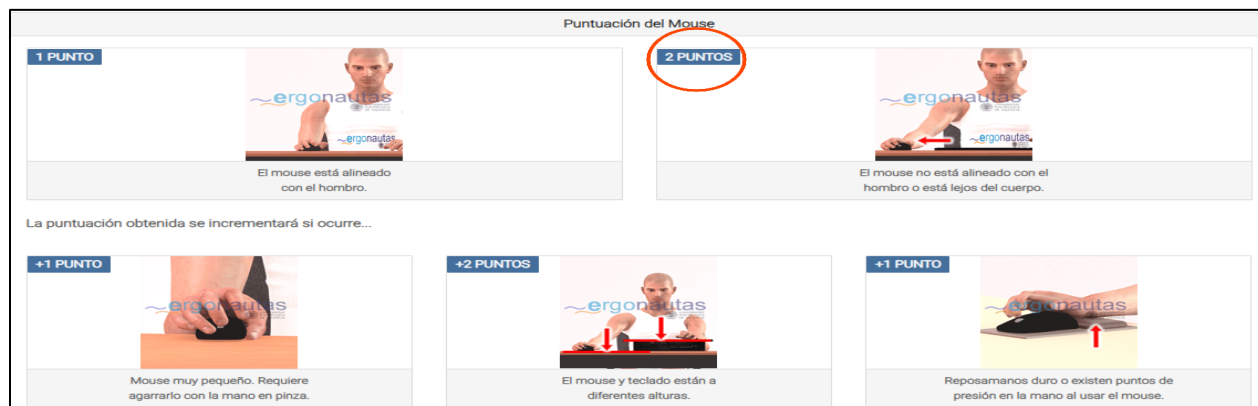 Puntuación del Mouse
1 PUNTO
~ergonautas
~ergonautas
El mouse está alineado
con el hombro.
2 PUNTOS
~ergonautas
~ergonautas
El mouse no está alineado con el
hombro o está lejos del cuerpo.
La puntuación obtenida se incrementará si ocurre...
+1 PUNTO
~ergonautas
Mouse muy pequeño. Requiere
agarrarlo con la mano en pinza.
+2 PUNTOS
~ergonautas
El mouse y teclado están a
diferentes alturas.
+1 PUNTO
~ergonautas
Reposamanos duro o existen puntos de
presión en la mano al usar el mouse.